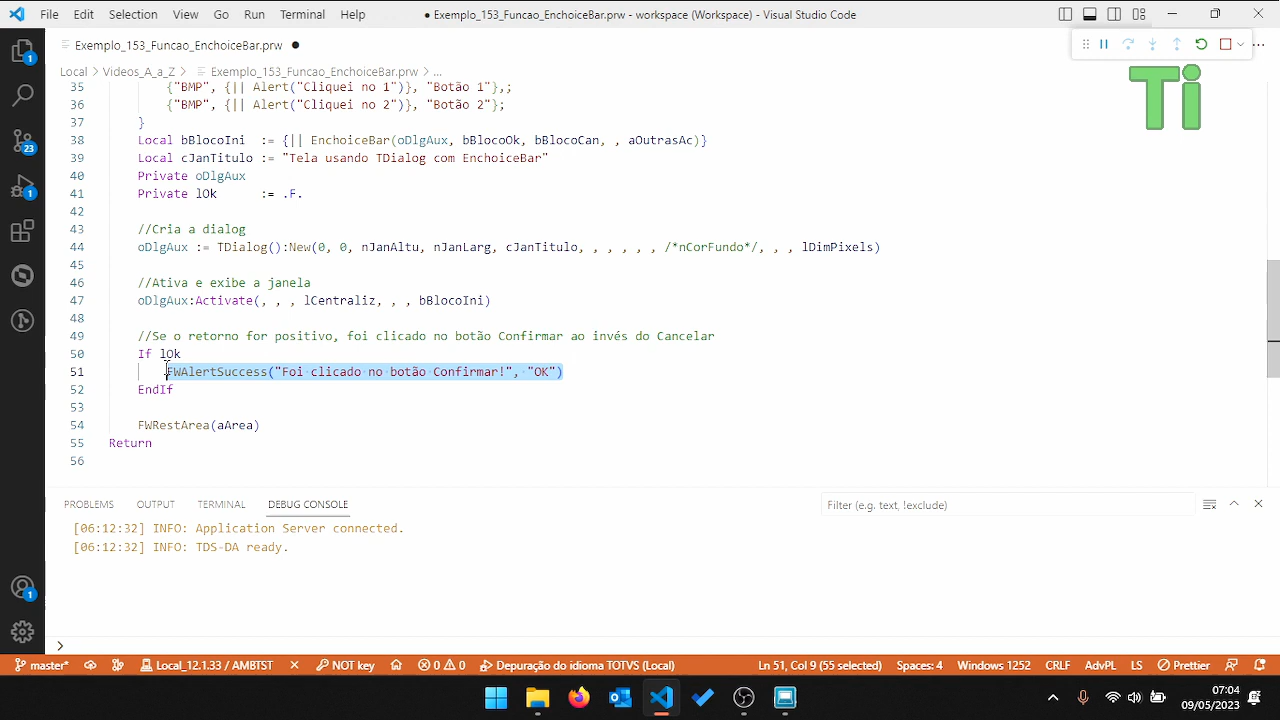 File Edit Selection View Go Run Terminal Help
● Exemplo_153_Funcao_EnchoiceBar.prw - workspace (Workspace) - Visual Studio Code
Exemplo_153_Funcao_EnchoiceBar.prw ●
Local > Videos_A_a_Z > Exemplo_153_Funcao_EnchoiceBar.prw > ...
Ti
35 {"BMP", {|| Alert("Cliquei no 1")}, "Botão 1"},;
36 {"BMP", {|| Alert("Cliquei no 2")}, "Botão 2"};
37 }
38 Local bBlocoIni := {|| EnchoiceBar(oDlgAux, bBlocoOk, bBlocoCan, , aOutrasAc)}
39 Local cJanTitulo := "Tela usando TDialog com EnchoiceBar"
40 Private oDlgAux
41 Private lOk := .F.
42
43 //Cria a dialog
44 oDlgAux := TDialog():New(0, 0, nJanAltu, nJanLarg, cJanTitulo, , , , , , /*nCorFundo*/, , , lDimPixels)
45
46 //Ativa e exibe a janela
47 oDlgAux:Activate(, , , lCentraliz, , , bBlocoIni)
48
49 //Se o retorno for positivo, foi clicado no botão Confirmar ao invés do Cancelar
50 If lOk
51 FWAlertSuccess("Foi clicado no botão Confirmar!", "OK")
52 EndIf
53
54 FWRestArea(aArea)
55 Return
56
PROBLEMS OUTPUT TERMINAL DEBUG CONSOLE Filter (e.g. text, !exclude)
[06:12:32] INFO: Application Server connected.
[06:12:32] INFO: TDS-DA ready.
>
1
23
1
1
master* Local_12.1.33 / AMBTST NOT key 0 0 Depuração do idioma TOTVS (Local) Ln 51, Col 9 (55 selected) Spaces: 4 Windows 1252 CRLF AdvPL LS Prettier
07:04
09/05/2023